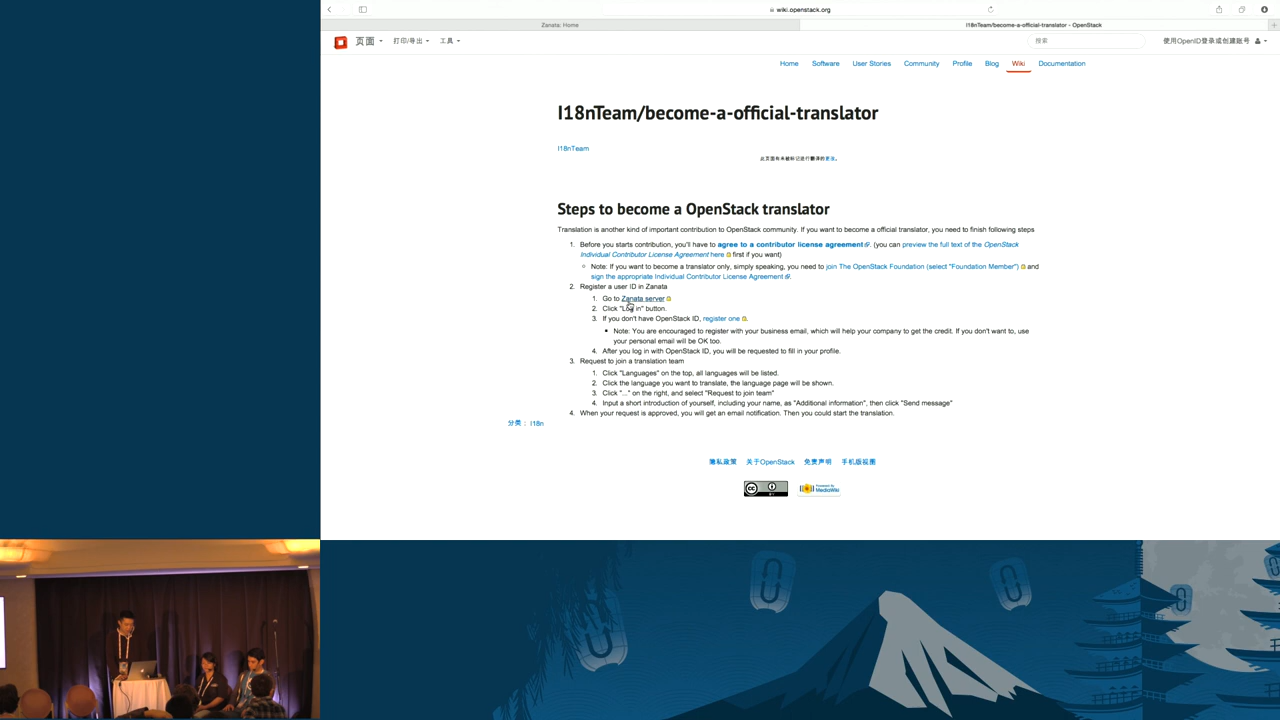 wiki.openstack.org
Zanata: Home
I18nTeam/become-a-official-translator - OpenStack
页面
打印/导出
工具
搜索
使用OpenID登录或创建账号
Home
Software
User Stories
Community
Profile
Blog
Wiki
Documentation
I18nTeam/become-a-official-translator
I18nTeam
此页面有未被标记进行翻译的更改。
Steps to become a OpenStack translator
Translation is another kind of important contribution to OpenStack community. If you want to become a official translator, you need to finish following steps
1. Before you starts contribution, you'll have to agree to a contributor license agreement. (you can preview the full text of the OpenStack
Individual Contributor License Agreement here first if you want)
Note: If you want to become a translator only, simply speaking, you need to join The OpenStack Foundation (select "Foundation Member") and
sign the appropriate Individual Contributor License Agreement.
2. Register a user ID in Zanata
1. Go to Zanata server
2. Click "Log in" button.
3. If you don't have OpenStack ID, register one.
Note: You are encouraged to register with your business email, which will help your company to get the credit. If you don't want to, use
your personal email will be OK too.
4. After you log in with OpenStack ID, you will be requested to fill in your profile.
3. Request to join a translation team
1. Click "Languages" on the top, all languages will be listed.
2. Click the language you want to translate, the language page will be shown.
3. Click "..." on the right, and select "Request to join team"
4. Input a short introduction of yourself, including your name, as "Additional information", then click "Send message"
4. When your request is approved, you will get an email notification. Then you could start the translation.
分类： I18n
隐私政策
关于OpenStack
免责声明
手机版视图
MediaWiki